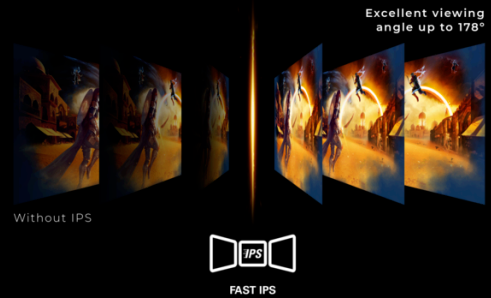 Excellent viewing
angle up to 178°
Without IPS
IPS
FAST IPS